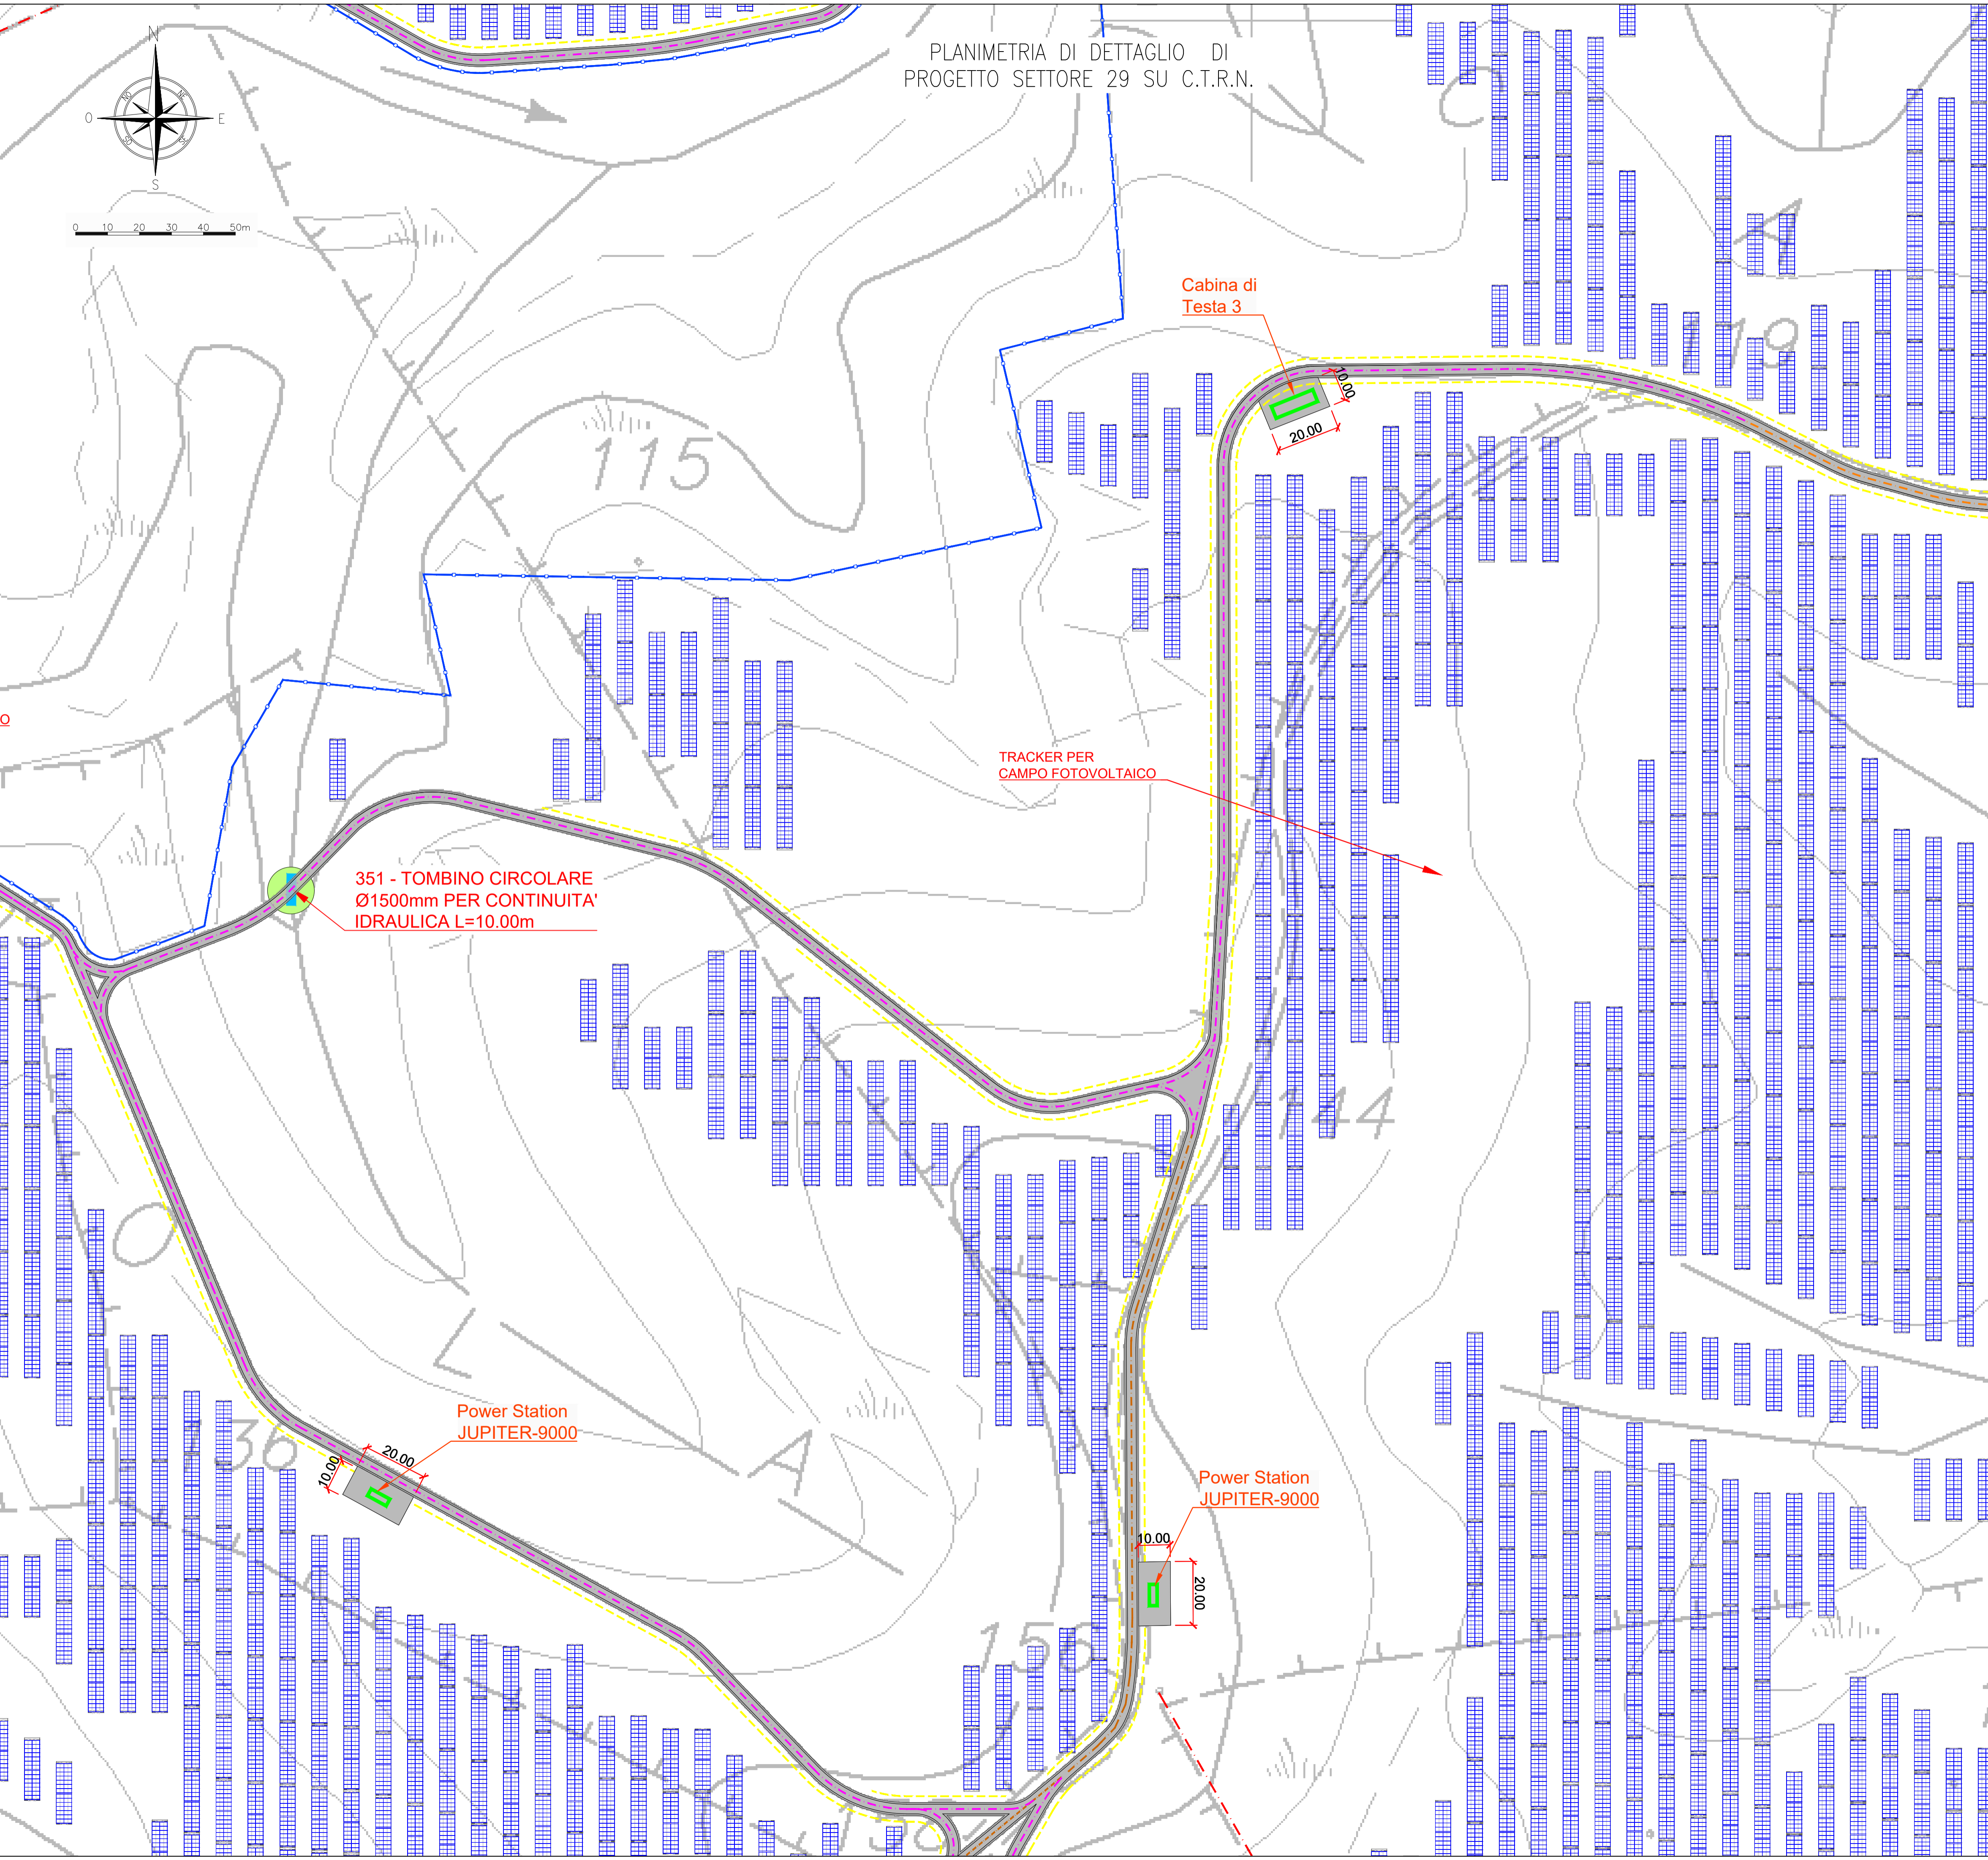 PLANIMETRIA DI DETTAGLIO DI
PROGETTO SETTORE 29 SU C.T.R.N.
N
O
E
S
0 10 20 30 40 50m
C
A
Cabina di
Testa 3
10.00
20.00
119
115
O
TRACKER PER
CAMPO FOTOVOLTAICO
351 - TOMBINO CIRCOLARE
Ø1500mm PER CONTINUITA'
IDRAULICA L=10.00m
144
O
L
A
Power Station
JUPITER-9000
20.00
10.00
136
Power Station
JUPITER-9000
10.00
20.00